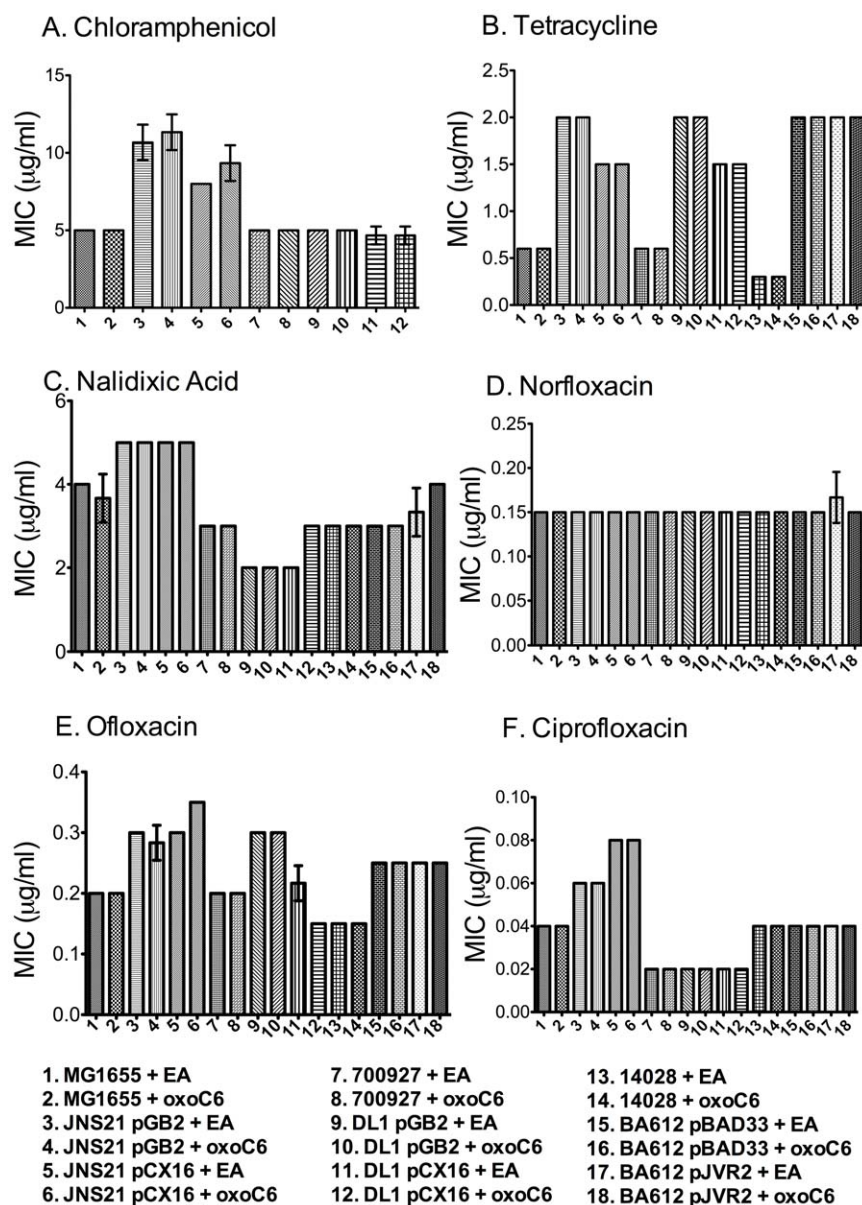 A. Chloramphenicol
MIC (μg/ml)
15
10
5
0
1 2 3 4 5 6 7 8 9 10 11 12
B. Tetracycline
MIC (μg/ml)
2.5
2.0
1.5
1.0
0.5
0.0
1 2 3 4 5 6 7 8 9 10 11 12 13 14 15 16 17 18
C. Nalidixic Acid
MIC (μg/ml)
6
4
2
0
1 2 3 4 5 6 7 8 9 10 11 12 13 14 15 16 17 18
D. Norfloxacin
MIC (μg/ml)
0.25
0.20
0.15
0.10
0.05
0.00
1 2 3 4 5 6 7 8 9 10 11 12 13 14 15 16 17 18
E. Ofloxacin
MIC (μg/ml)
0.4
0.3
0.2
0.1
0.0
1 2 3 4 5 6 7 8 9 10 11 12 13 14 15 16 17 18
F. Ciprofloxacin
MIC (μg/ml)
0.10
0.08
0.06
0.04
0.02
0.00
1 2 3 4 5 6 7 8 9 10 11 12 13 14 15 16 17 18
1. MG1655 + EA
2. MG1655 + oxoC6
3. JNS21 pGB2 + EA
4. JNS21 pGB2 + oxoC6
5. JNS21 pCX16 + EA
6. JNS21 pCX16 + oxoC6
7. 700927 + EA
8. 700927 + oxoC6
9. DL1 pGB2 + EA
10. DL1 pGB2 + oxoC6
11. DL1 pCX16 + EA
12. DL1 pCX16 + oxoC6
13. 14028 + EA
14. 14028 + oxoC6
15. BA612 pBAD33 + EA
16. BA612 pBAD33 + oxoC6
17. BA612 pJVR2 + EA
18. BA612 pJVR2 + oxoC6